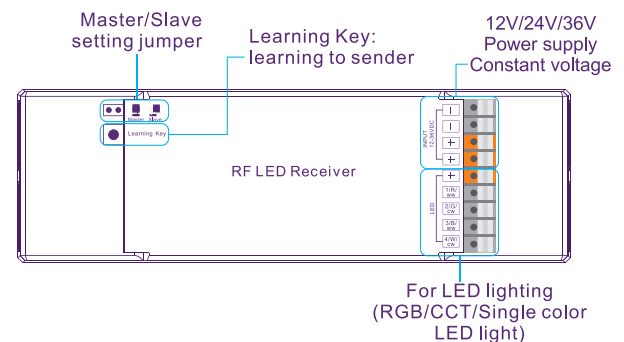 Master/Slave
setting jumper
Learning Key:
learning to sender
12V/24V/36V
Power supply
Constant voltage
Master Slave
Learning Key
RF LED Receiver
INPUT
12-36VDC
−
−
+
+
LED
+
1/R/
WW
2/G/
CW
3/B/
WW
4/W/
CW
For LED lighting
(RGB/CCT/Single color
LED light)